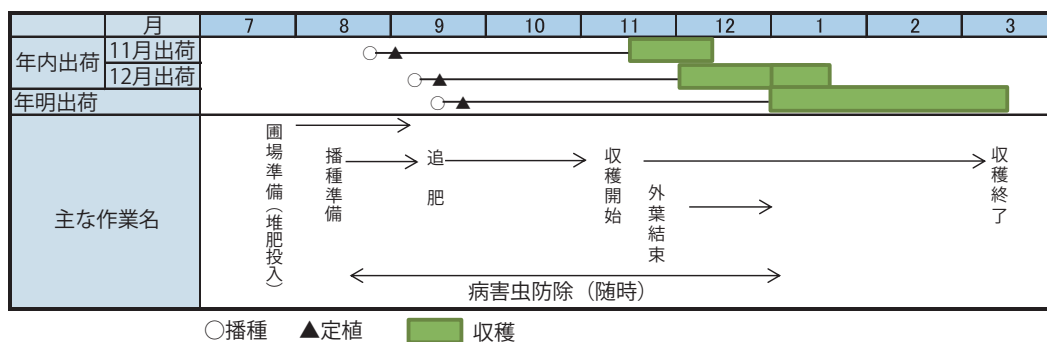 月 7 8 9 10 11 12 1 2 3
年内出荷 11月出荷
12月出荷
年明出荷
主な作業名
圃場準備（堆肥投入）
播種準備
追肥
収穫開始
外葉結束
収穫終了
病害虫防除（随時）
○播種 ▲定植 収穫